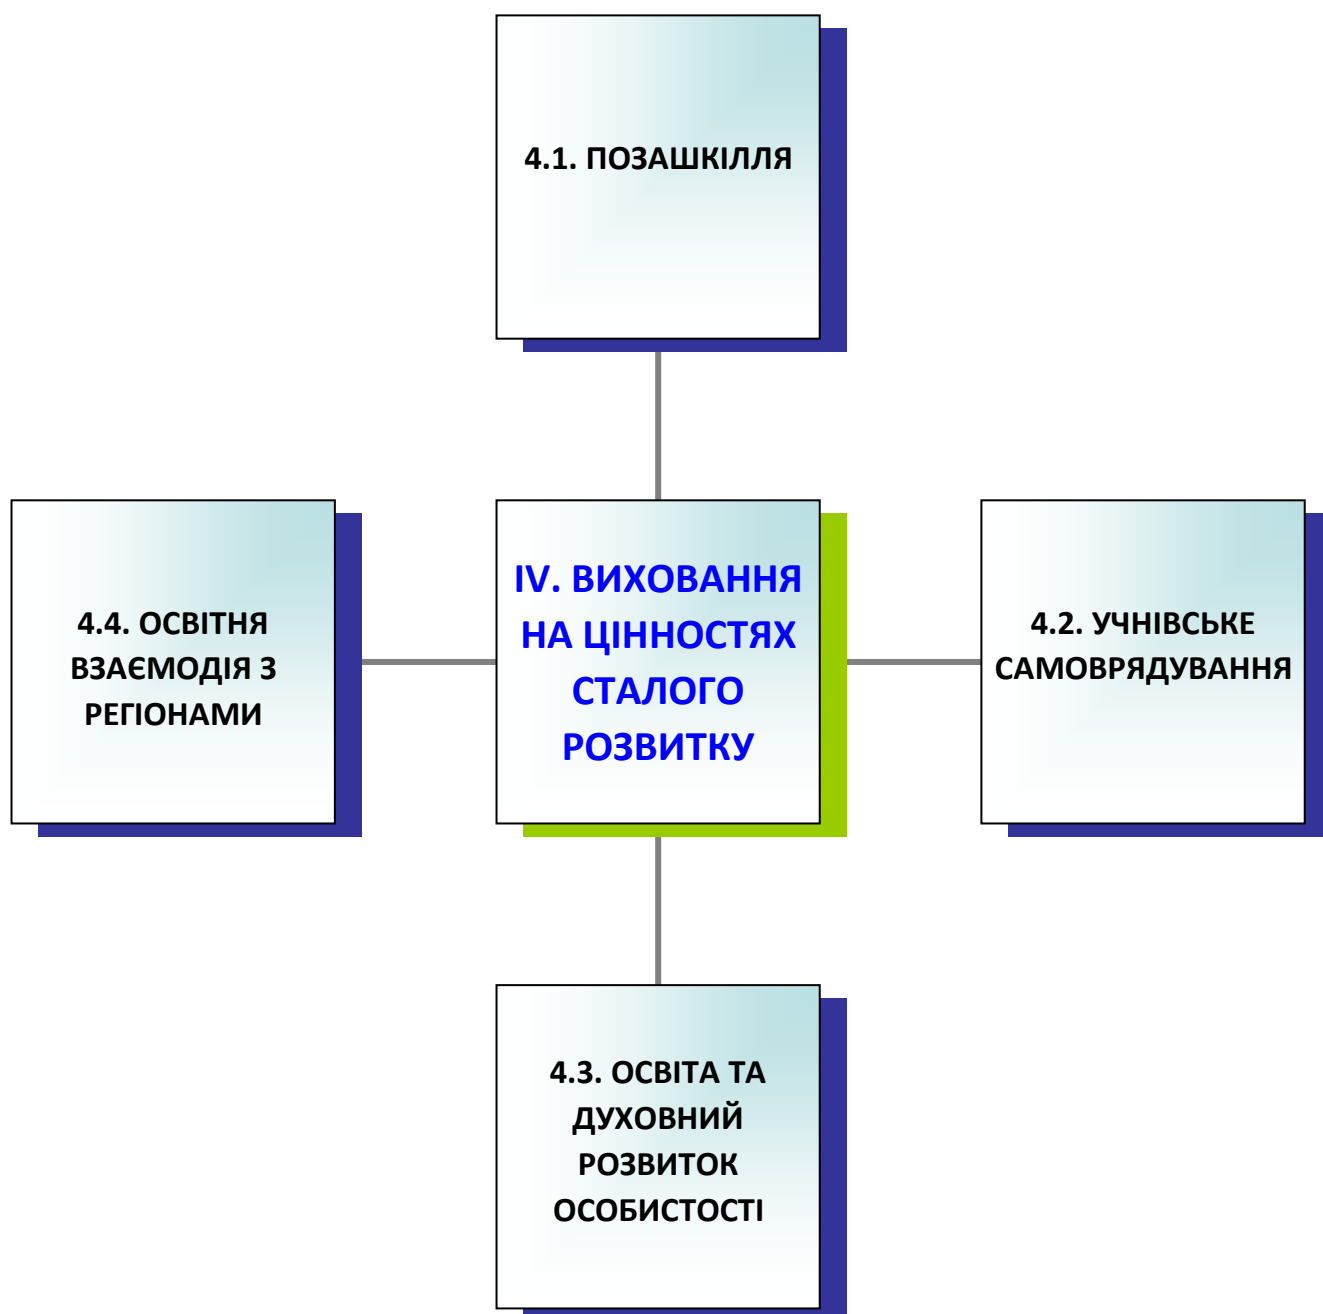 4.1. ПОЗАШКІЛЛЯ
4.4. ОСВІТНЯ
ВЗАЄМОДІЯ З
РЕГІОНАМИ
IV. ВИХОВАННЯ
НА ЦІННОСТЯХ
СТАЛОГО
РОЗВИТКУ
4.2. УЧНІВСЬКЕ
САМОВРЯДУВАННЯ
4.3. ОСВІТА ТА
ДУХОВНИЙ
РОЗВИТОК
ОСОБИСТОСТІ